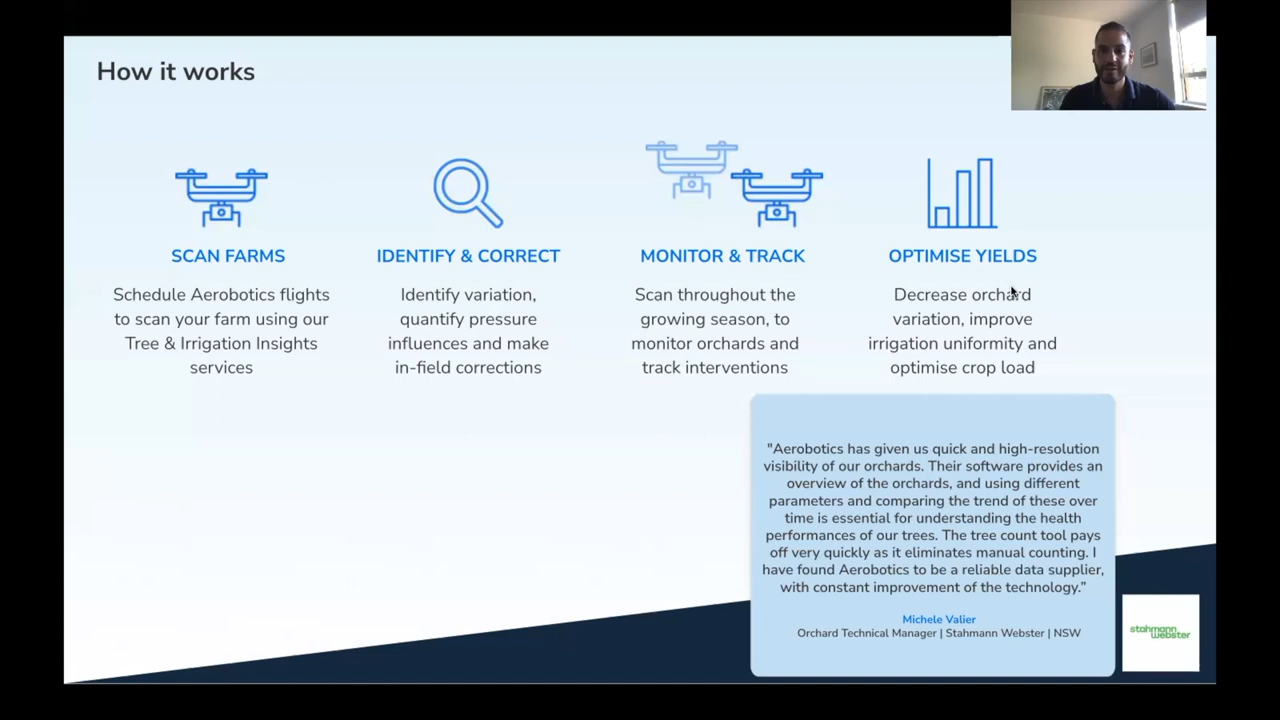 How it works
SCAN FARMS
Schedule Aerobotics flights
to scan your farm using our
Tree & Irrigation Insights
services
IDENTIFY & CORRECT
Identify variation,
quantify pressure
influences and make
in-field corrections
MONITOR & TRACK
Scan throughout the
growing season, to
monitor orchards and
track interventions
OPTIMISE YIELDS
Decrease orchard
variation, improve
irrigation uniformity and
optimise crop load
"Aerobotics has given us quick and high-resolution
visibility of our orchards. Their software provides an
overview of the orchards, and using different
parameters and comparing the trend of these over
time is essential for understanding the health
performances of our trees. The tree count tool pays
off very quickly as it eliminates manual counting. I
have found Aerobotics to be a reliable data supplier,
with constant improvement of the technology.”
Michele Valier
Orchard Technical Manager | Stahmann Webster | NSW
stahmann
webster